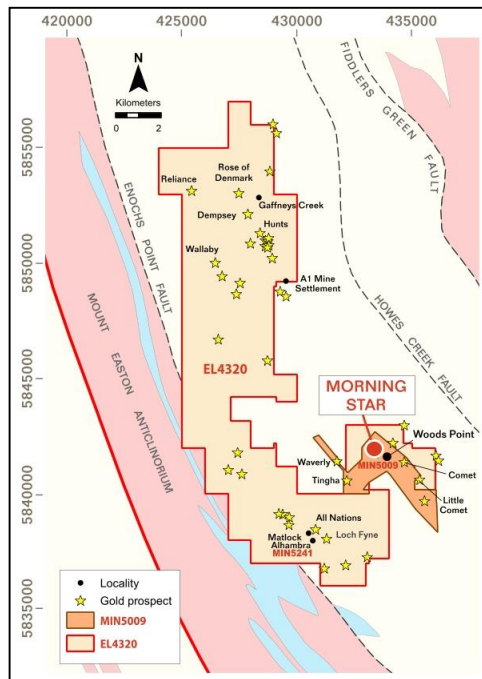 420000
425000
430000
435000
5855000
5850000
5845000
5840000
5835000
N
Kilometers
0
2
FIDDLERS
GREEN
FAULT
Rose of
Denmark
Reliance
Gaffneys Creek
Dempsey
Hunts
Wallaby
A1 Mine
Settlement
ENOCHS
POINT FAULT
HOWES
CREEK FAULT
MOUNT
EASTON
ANTICLINORIUM
EL4320
MORNING
STAR
Woods Point
MIN5009
Waverly
Comet
Tingha
Little
Comet
All Nations
Matlock
Loch Fyne
Alhambra
MIN5241
Locality
Gold prospect
MIN5009
EL4320